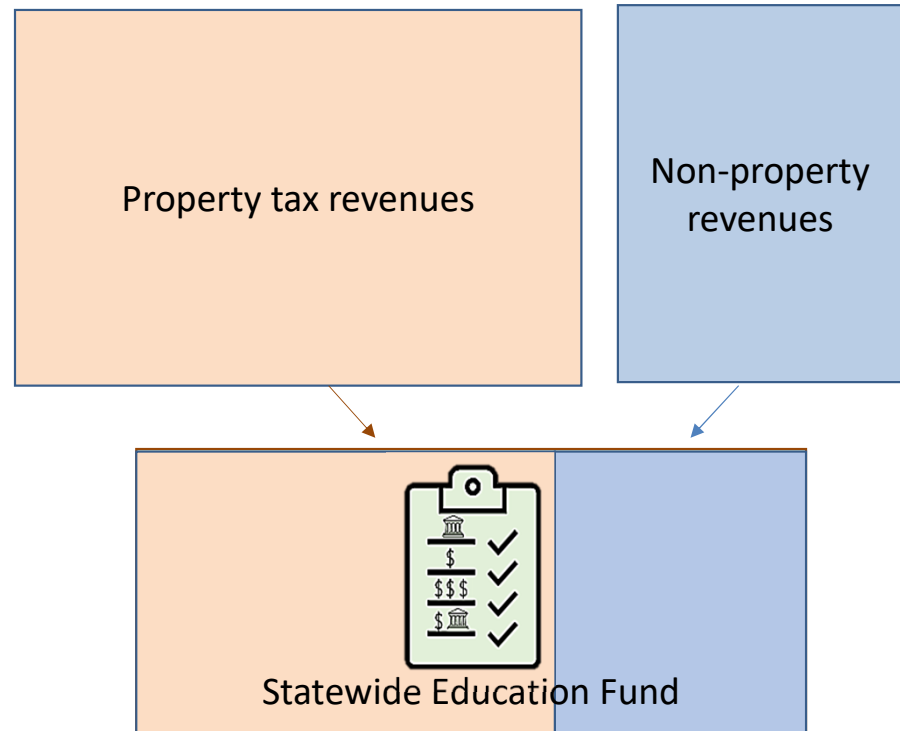 Property tax revenues
Non-property
revenues
$
$$$
$
Statewide Education Fund